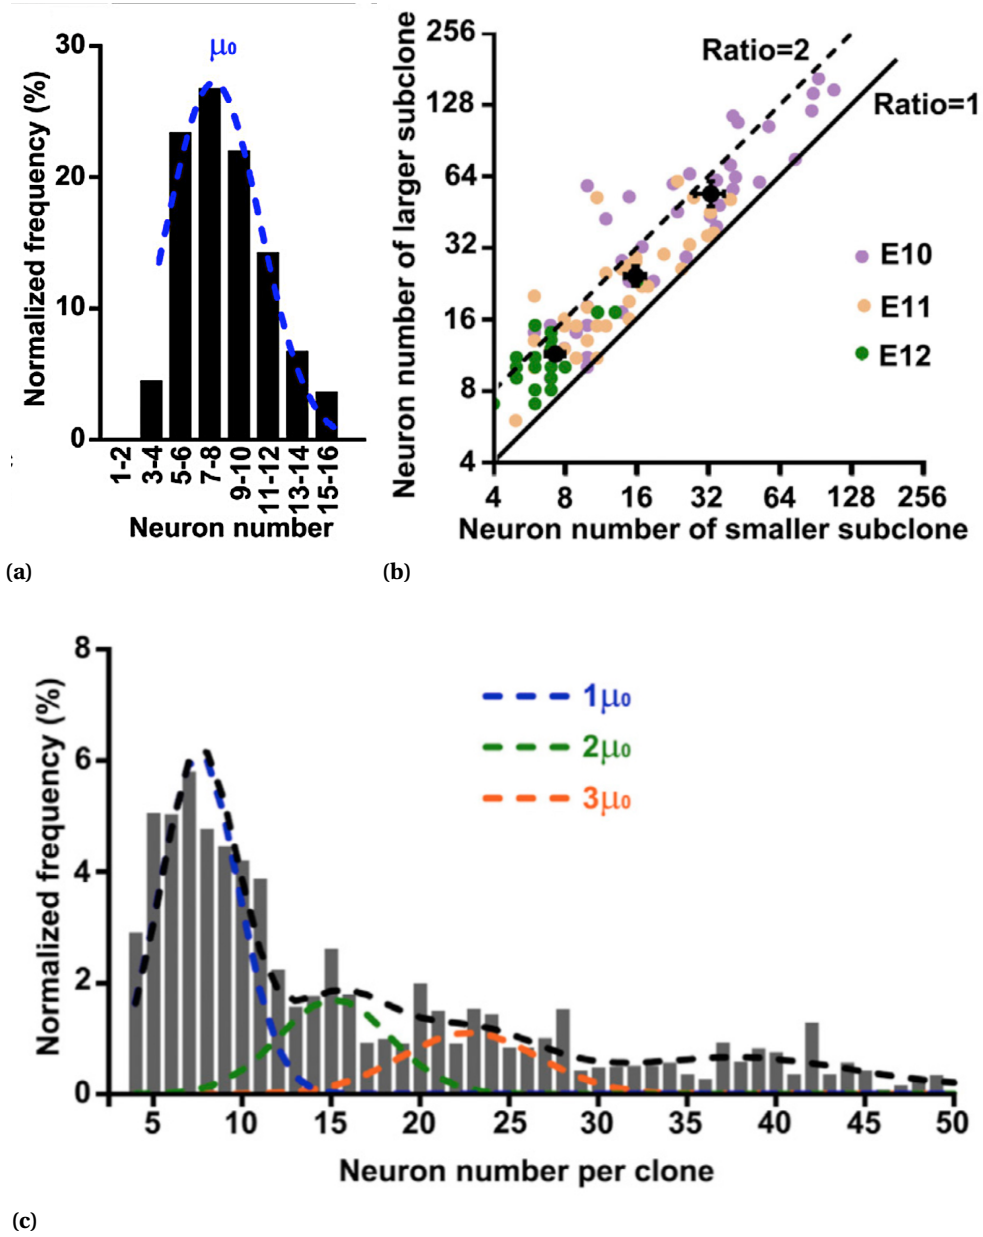 μ₀
Normalized frequency (%)
30
20
10
0
1-2
3-4
5-6
7-8
9-10
11-12
13-14
15-16
Neuron number
(a)
Neuron number of larger subclone
256
128
64
32
16
8
4
Ratio=2
Ratio=1
E10
E11
E12
4 8 16 32 64 128 256
Neuron number of smaller subclone
(b)
Normalized frequency (%)
8
6
4
2
0
1μ₀
2μ₀
3μ₀
5 10 15 20 25 30 35 40 45 50
Neuron number per clone
(c)